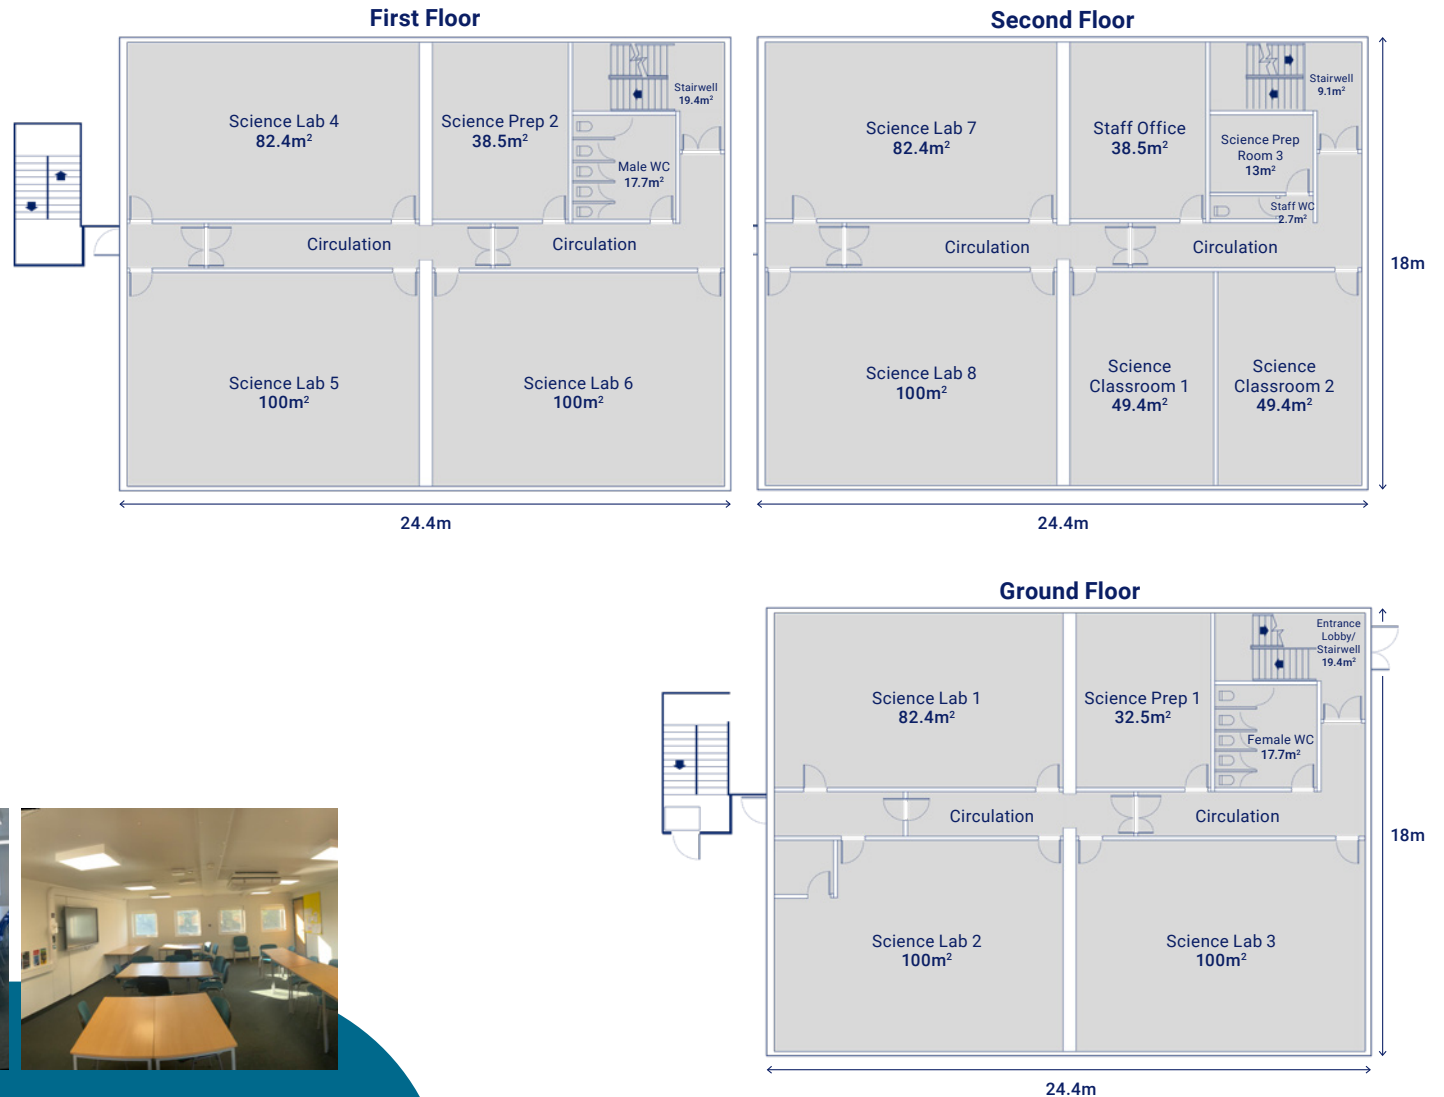 First Floor
Science Lab 4
82.4m²
Science Prep 2
38.5m²
Stairwell
19.4m²
Male WC
17.7m²
Circulation
Circulation
Science Lab 5
100m²
Science Lab 6
100m²
24.4m
Second Floor
Science Lab 7
82.4m²
Staff Office
38.5m²
Stairwell
9.1m²
Science Prep
Room 3
13m²
Staff WC
2.7m²
Circulation
Circulation
18m
Science Lab 8
100m²
Science
Classroom 1
49.4m²
Science
Classroom 2
49.4m²
24.4m
Ground Floor
Science Lab 1
82.4m²
Science Prep 1
32.5m²
Entrance
Lobby/
Stairwell
19.4m²
Female WC
17.7m²
Circulation
Circulation
18m
Science Lab 2
100m²
Science Lab 3
100m²
24.4m